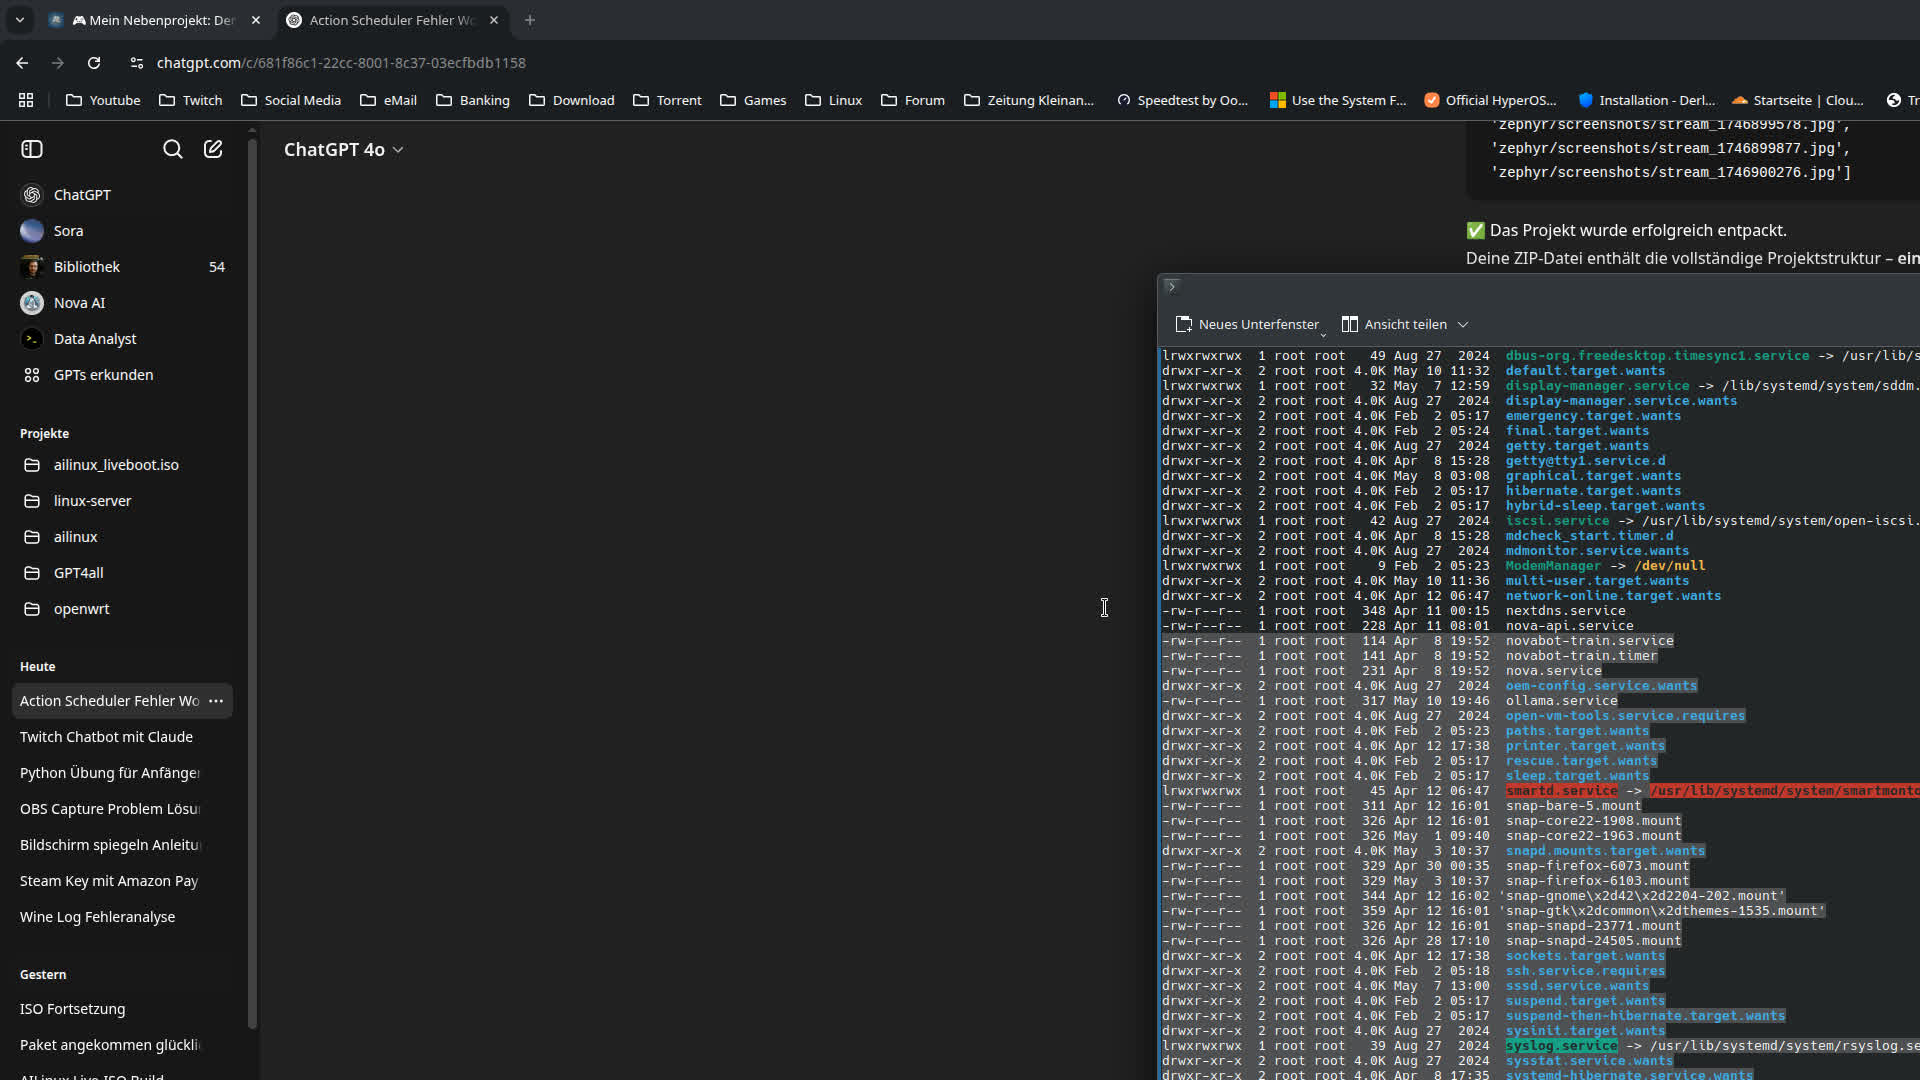 🎮 Mein Nebenprojekt: Der
Action Scheduler Fehler Wo
chatgpt.com/c/681f86c1-22cc-8001-8c37-03ecfbdb1158
Youtube Twitch Social Media eMail Banking Download Torrent Games Linux Forum Zeitung Kleinan... Speedtest by Oo... Use the System F... Official HyperOS... Installation - Derl... Startseite | Clou... Tr
ChatGPT 4o
ChatGPT
Sora
Bibliothek 54
Nova AI
Data Analyst
GPTs erkunden
Projekte
ailinux_liveboot.iso
linux-server
ailinux
GPT4all
openwrt
Heute
Action Scheduler Fehler Wo
Twitch Chatbot mit Claude
Python Übung für Anfänger
OBS Capture Problem Lösu
Bildschirm spiegeln Anleitu
Steam Key mit Amazon Pay
Wine Log Fehleranalyse
Gestern
ISO Fortsetzung
Paket angekommen glückli
AILinux Live ISO Build
'zephyr/screenshots/stream_1746899578.jpg',
'zephyr/screenshots/stream_1746899877.jpg',
'zephyr/screenshots/stream_1746900276.jpg']
✅ Das Projekt wurde erfolgreich entpackt.
Deine ZIP-Datei enthält die vollständige Projektstruktur – ein
Neues Unterfenster Ansicht teilen
lrwxrwxrwx 1 root root 49 Aug 27 2024 dbus-org.freedesktop.timesync1.service -> /usr/lib/s
drwxr-xr-x 2 root root 4.0K May 10 11:32 default.target.wants
lrwxrwxrwx 1 root root 32 May 7 12:59 display-manager.service -> /lib/systemd/system/sddm.
drwxr-xr-x 2 root root 4.0K Aug 27 2024 display-manager.service.wants
drwxr-xr-x 2 root root 4.0K Feb 2 05:17 emergency.target.wants
drwxr-xr-x 2 root root 4.0K Feb 2 05:24 final.target.wants
drwxr-xr-x 2 root root 4.0K Aug 27 2024 getty.target.wants
drwxr-xr-x 2 root root 4.0K Apr 8 15:28 getty@tty1.service.d
drwxr-xr-x 2 root root 4.0K May 8 03:08 graphical.target.wants
drwxr-xr-x 2 root root 4.0K Feb 2 05:17 hibernate.target.wants
drwxr-xr-x 2 root root 4.0K Feb 2 05:17 hybrid-sleep.target.wants
lrwxrwxrwx 1 root root 42 Aug 27 2024 iscsi.service -> /usr/lib/systemd/system/open-iscsi.
drwxr-xr-x 2 root root 4.0K Apr 8 15:28 mdcheck_start.timer.d
drwxr-xr-x 2 root root 4.0K Aug 27 2024 mdmonitor.service.wants
lrwxrwxrwx 1 root root 9 Feb 2 05:23 ModemManager -> /dev/null
drwxr-xr-x 2 root root 4.0K May 10 11:36 multi-user.target.wants
drwxr-xr-x 2 root root 4.0K Apr 12 06:47 network-online.target.wants
-rw-r--r-- 1 root root 348 Apr 11 00:15 nextdns.service
-rw-r--r-- 1 root root 228 Apr 11 08:01 nova-api.service
-rw-r--r-- 1 root root 114 Apr 8 19:52 novabot-train.service
-rw-r--r-- 1 root root 141 Apr 8 19:52 novabot-train.timer
-rw-r--r-- 1 root root 231 Apr 8 19:52 nova.service
drwxr-xr-x 2 root root 4.0K Aug 27 2024 oem-config.service.wants
-rw-r--r-- 1 root root 317 May 10 19:46 ollama.service
drwxr-xr-x 2 root root 4.0K Aug 27 2024 open-vm-tools.service.requires
drwxr-xr-x 2 root root 4.0K Feb 2 05:23 paths.target.wants
drwxr-xr-x 2 root root 4.0K Apr 12 17:38 printer.target.wants
drwxr-xr-x 2 root root 4.0K Feb 2 05:17 rescue.target.wants
drwxr-xr-x 2 root root 4.0K Feb 2 05:17 sleep.target.wants
lrwxrwxrwx 1 root root 45 Apr 12 06:47 smartd.service -> /usr/lib/systemd/system/smartmonto
-rw-r--r-- 1 root root 311 Apr 12 16:01 snap-bare-5.mount
-rw-r--r-- 1 root root 326 Apr 12 16:01 snap-core22-1908.mount
-rw-r--r-- 1 root root 326 May 1 09:40 snap-core22-1963.mount
drwxr-xr-x 2 root root 4.0K May 3 10:37 snapd.mounts.target.wants
-rw-r--r-- 1 root root 329 Apr 30 00:35 snap-firefox-6073.mount
-rw-r--r-- 1 root root 329 May 3 10:37 snap-firefox-6103.mount
-rw-r--r-- 1 root root 344 Apr 12 16:02 'snap-gnome\x2d42\x2d2204-202.mount'
-rw-r--r-- 1 root root 359 Apr 12 16:01 'snap-gtk\x2dcommon\x2dthemes-1535.mount'
-rw-r--r-- 1 root root 326 Apr 12 16:01 snap-snapd-23771.mount
-rw-r--r-- 1 root root 326 Apr 28 17:10 snap-snapd-24505.mount
drwxr-xr-x 2 root root 4.0K Apr 12 17:38 sockets.target.wants
drwxr-xr-x 2 root root 4.0K Feb 2 05:18 ssh.service.requires
drwxr-xr-x 2 root root 4.0K May 7 13:00 sssd.service.wants
drwxr-xr-x 2 root root 4.0K Feb 2 05:17 suspend.target.wants
drwxr-xr-x 2 root root 4.0K Feb 2 05:17 suspend-then-hibernate.target.wants
drwxr-xr-x 2 root root 4.0K Aug 27 2024 sysinit.target.wants
lrwxrwxrwx 1 root root 39 Aug 27 2024 syslog.service -> /usr/lib/systemd/system/rsyslog.se
drwxr-xr-x 2 root root 4.0K Aug 27 2024 sysstat.service.wants
drwxr-xr-x 2 root root 4.0K Apr 8 17:35 systemd-hibernate.service.wants